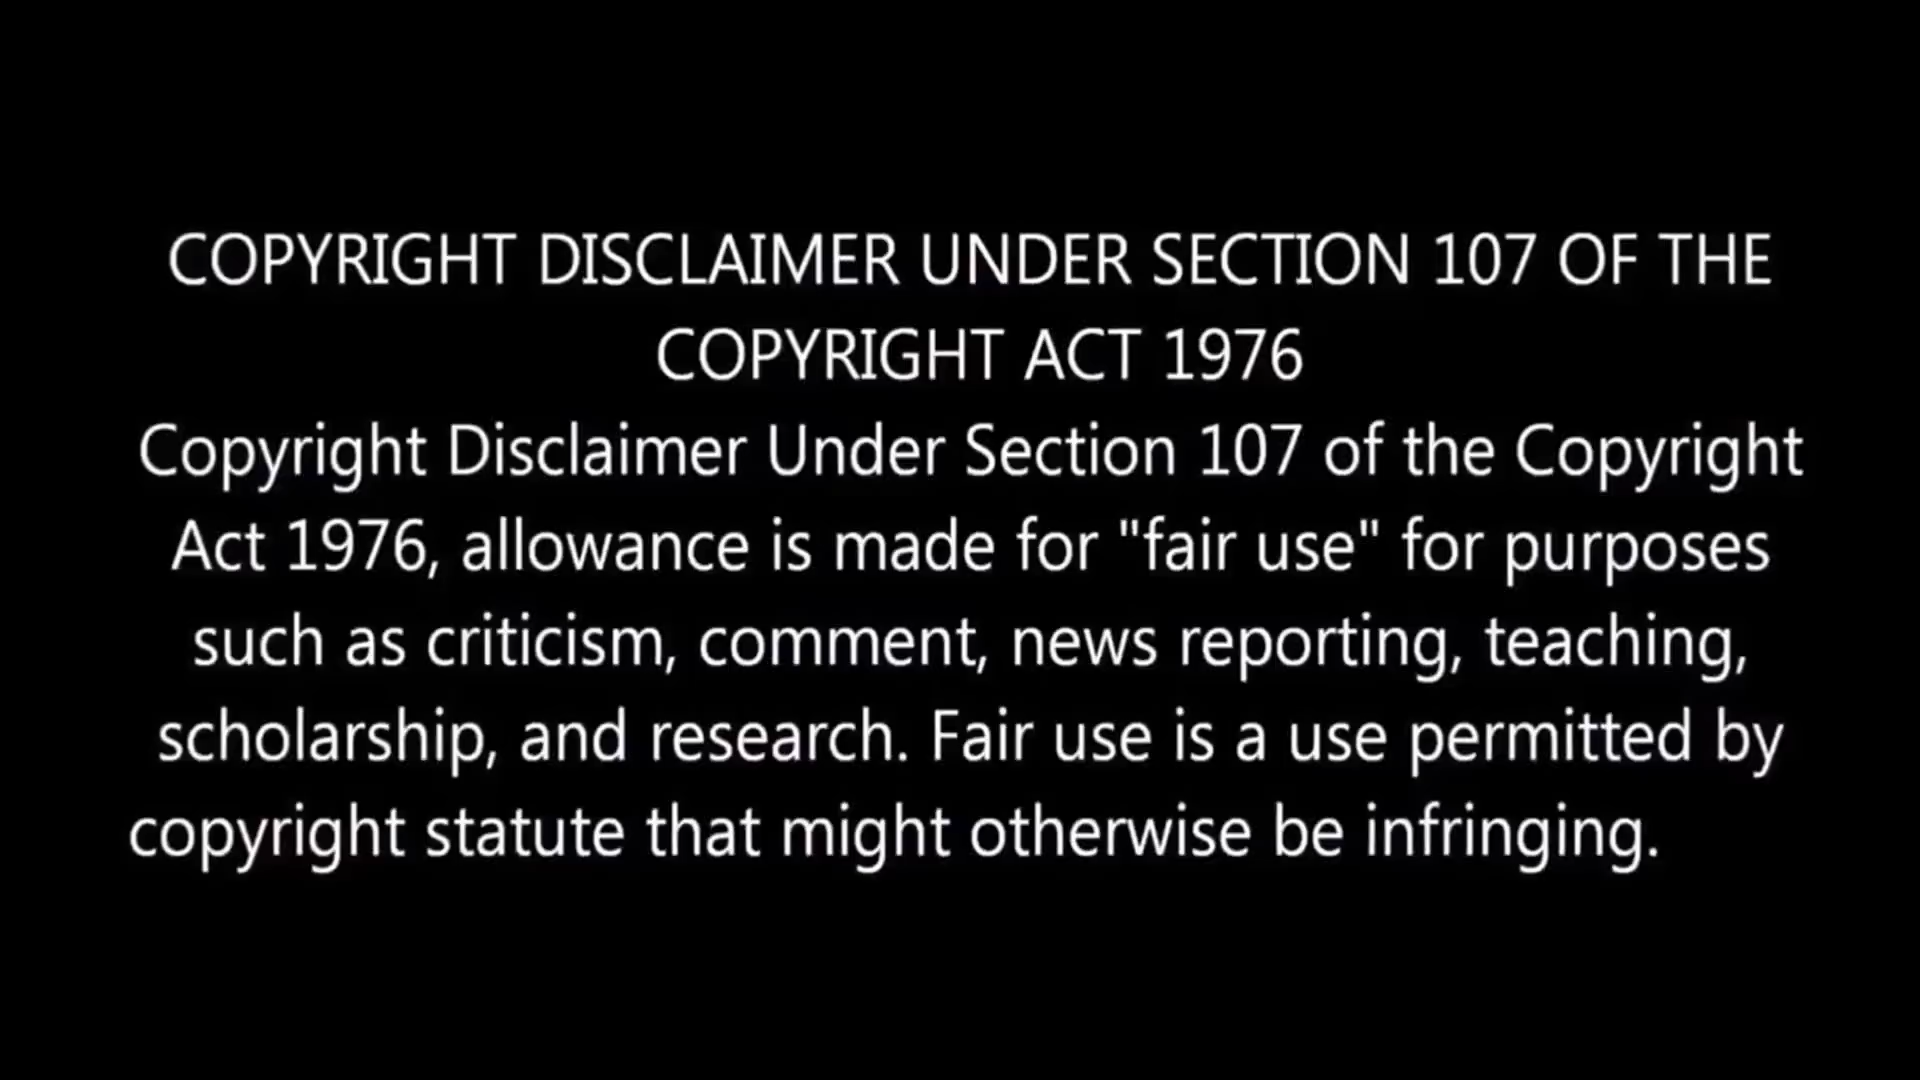 COPYRIGHT DISCLAIMER UNDER SECTION 107 OF THE
COPYRIGHT ACT 1976
Copyright Disclaimer Under Section 107 of the Copyright
Act 1976, allowance is made for "fair use" for purposes
such as criticism, comment, news reporting, teaching,
scholarship, and research. Fair use is a use permitted by
copyright statute that might otherwise be infringing.